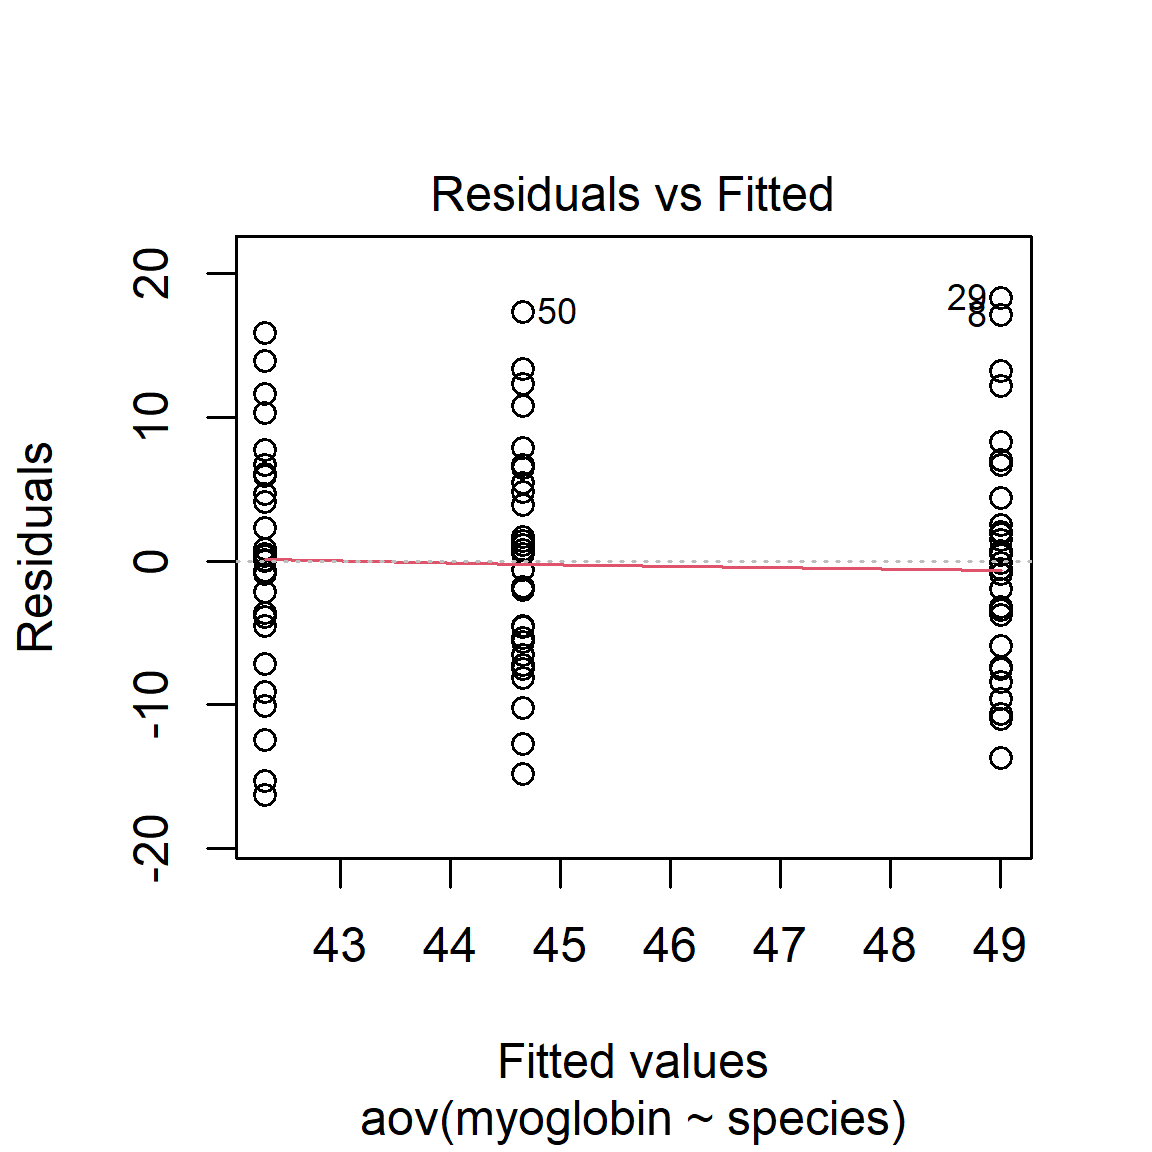 Residuals vs Fitted
20
10
0
-10
-20
Residuals
50
29
8
43 44 45 46 47 48 49
Fitted values
aov(myoglobin ~ species)